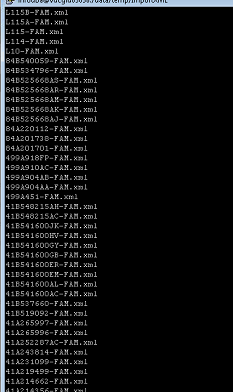 L115B-FAM.xml
L115A-FAM.xml
L115-FAM.xml
L114-FAM.xml
L10-FAM.xml
84B540059-FAM.xml
84B534796-FAM.xml
84B525668AS-FAM.xml
84B525668AR-FAM.xml
84B525668AM-FAM.xml
84B525668AK-FAM.xml
84B525668AJ-FAM.xml
84A220112-FAM.xml
84A201738-FAM.xml
84A201701-FAM.xml
499A918FP-FAM.xml
499A910AC-FAM.xml
499A904AB-FAM.xml
499A904AA-FAM.xml
499A451-FAM.xml
41B548215AH-FAM.xml
41B548215AC-FAM.xml
41B541600JK-FAM.xml
41B541600HV-FAM.xml
41B541600GY-FAM.xml
41B541600GB-FAM.xml
41B541600ER-FAM.xml
41B541600EM-FAM.xml
41B541600AL-FAM.xml
41B541600AC-FAM.xml
41B537660-FAM.xml
41B519092-FAM.xml
41A265997-FAM.xml
41A265996-FAM.xml
41A252287AC-FAM.xml
41A243814-FAM.xml
41A231099-FAM.xml
41A219499-FAM.xml
41A214662-FAM.xml
41A214356-FAM.xml